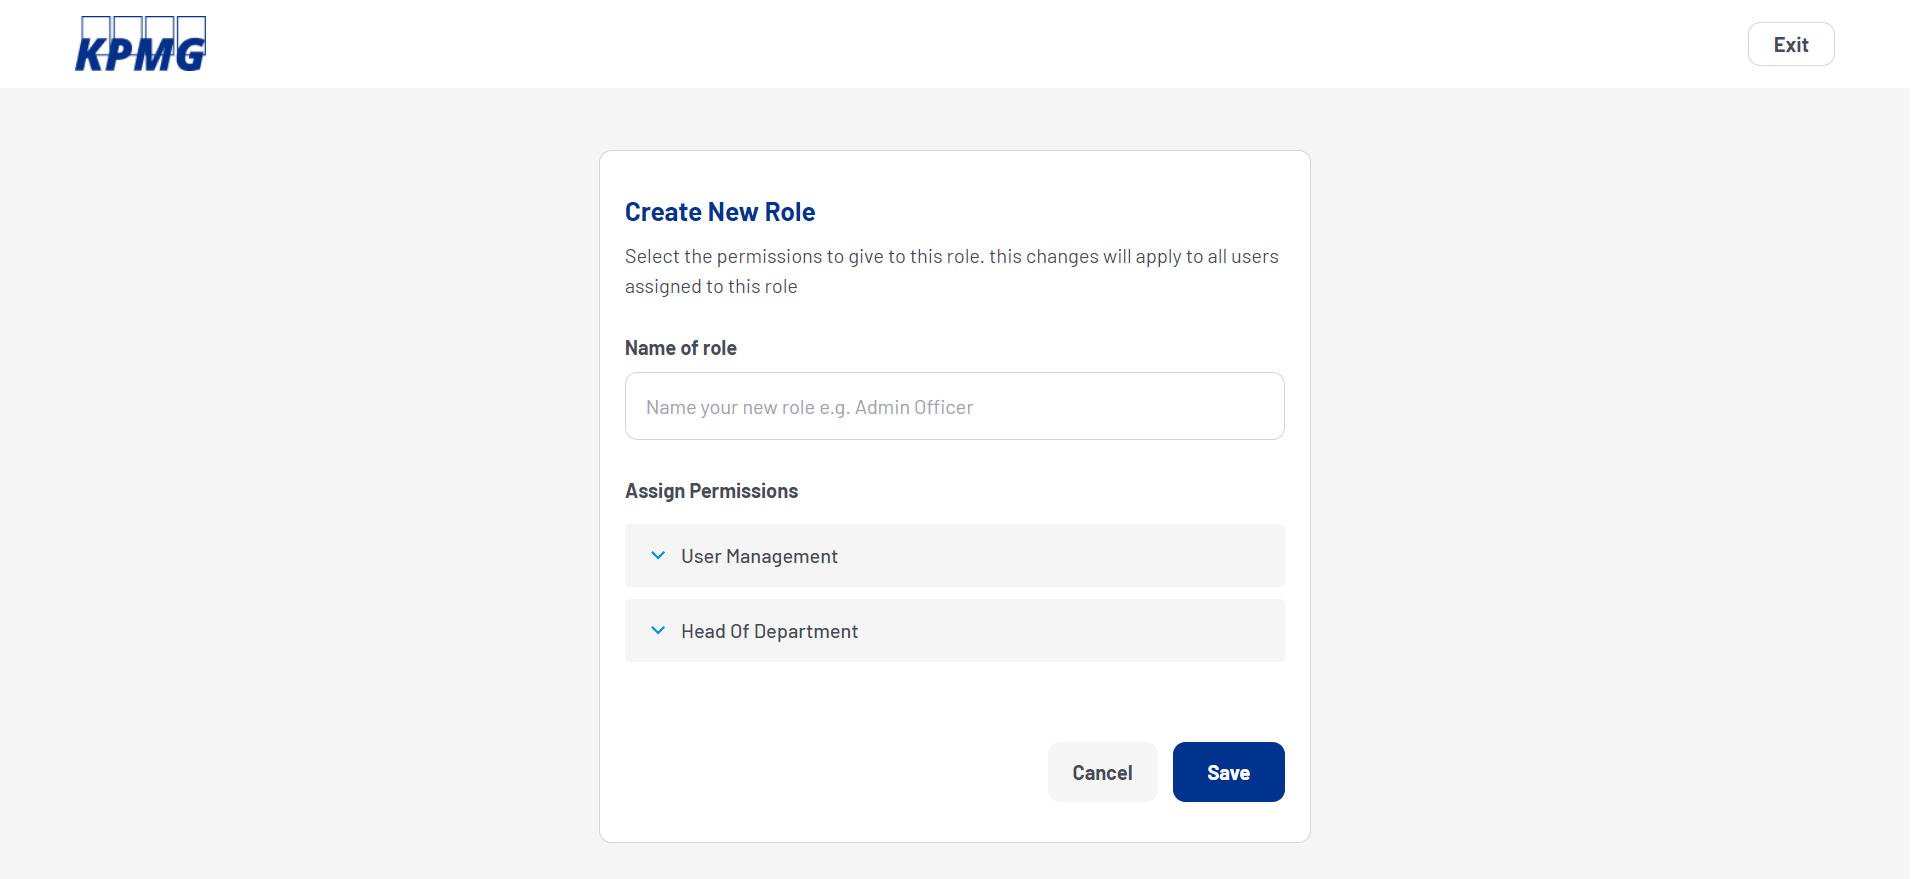 KPMG
Exit
Create New Role
Select the permissions to give to this role. this changes will apply to all users
assigned to this role
Name of role
Name your new role e.g. Admin Officer
Assign Permissions
User Management
Head Of Department
Cancel
Save